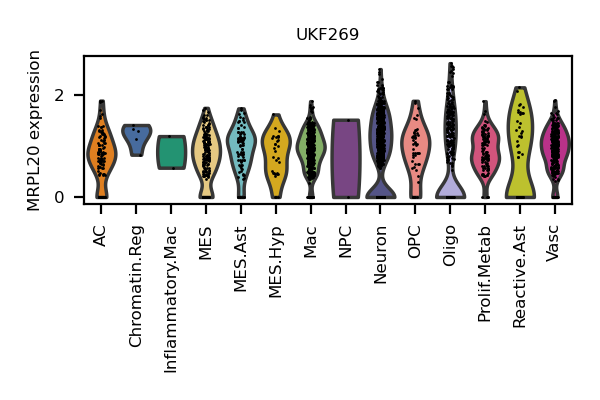 UKF269
MRPL20 expression
2
0
AC
Chromatin.Reg
Inflammatory.Mac
MES
MES.Ast
MES.Hyp
Mac
NPC
Neuron
OPC
Oligo
Prolif.Metab
Reactive.Ast
Vasc